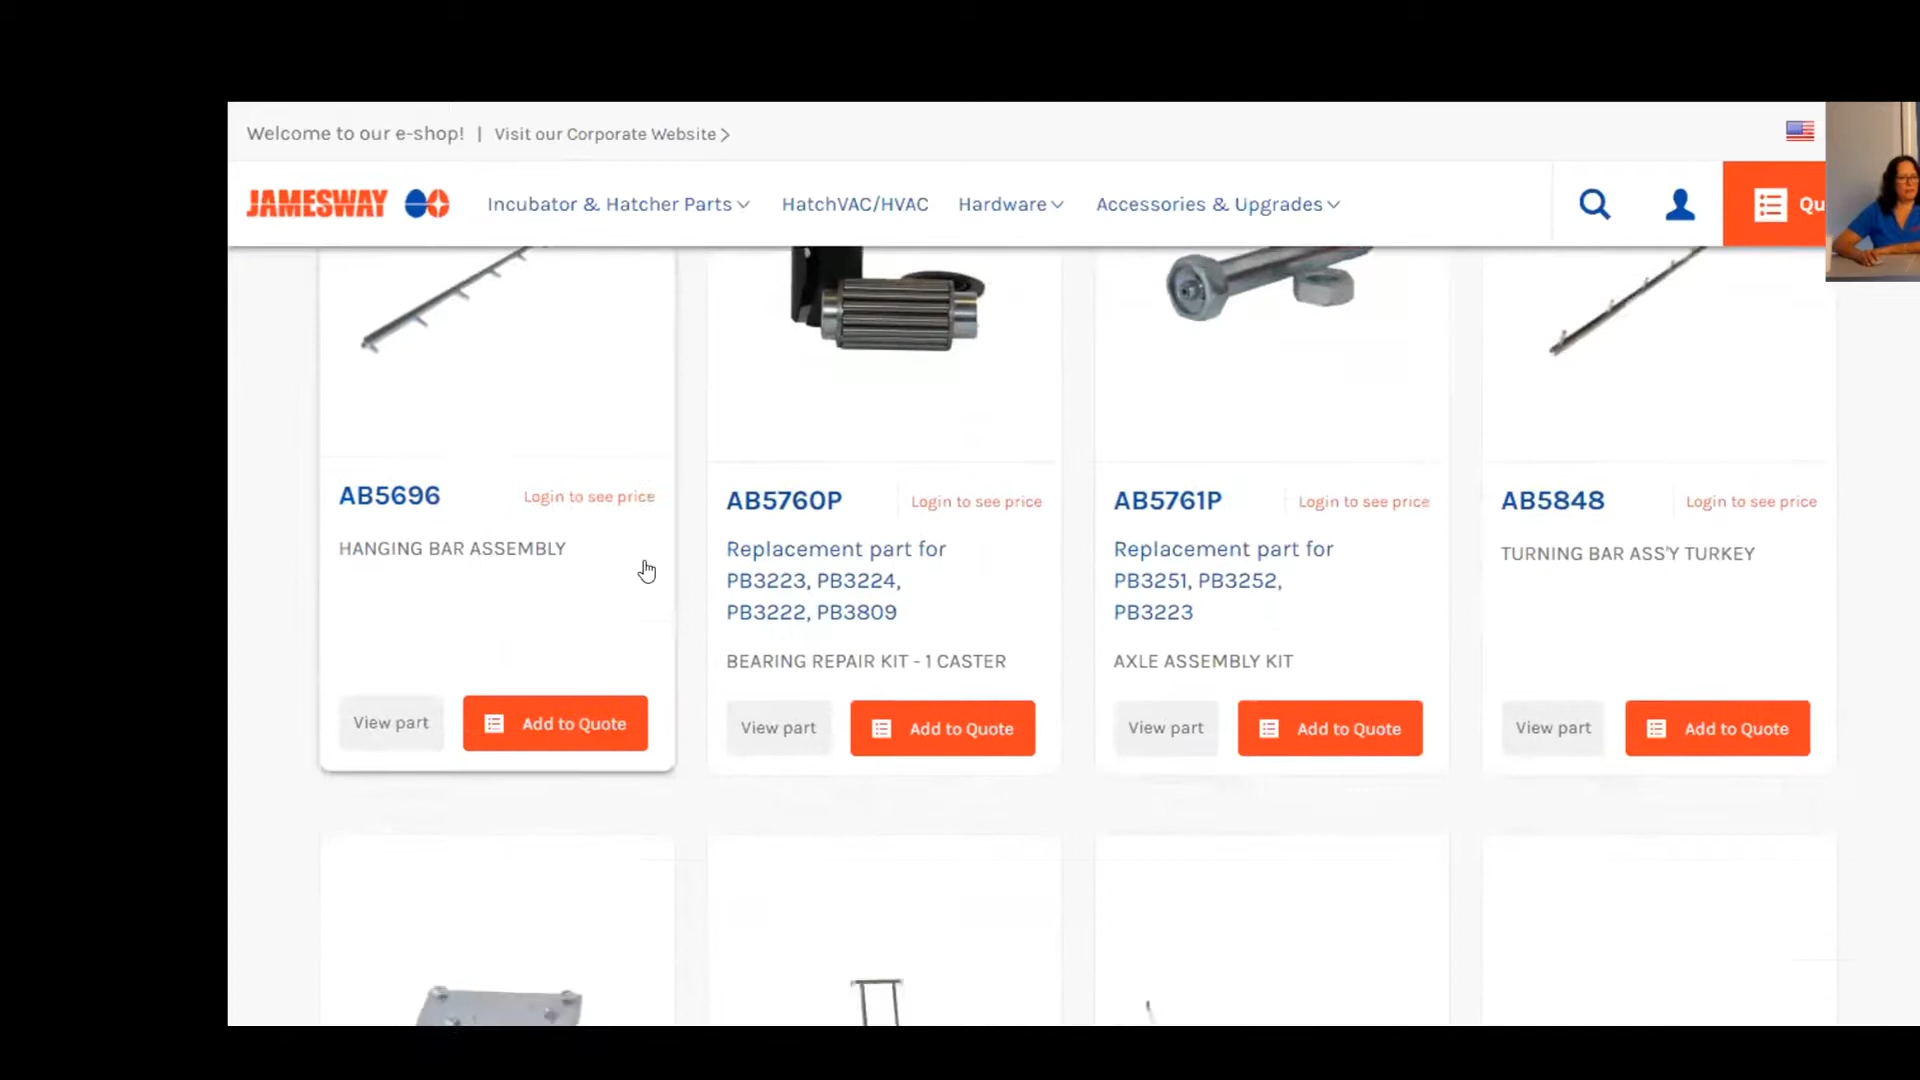 Welcome to our e-shop! | Visit our Corporate Website >
JAMESWAY
Incubator & Hatcher Parts
HatchVAC/HVAC
Hardware
Accessories & Upgrades
Qu
AB5696
Login to see price
HANGING BAR ASSEMBLY
View part
Add to Quote
AB5760P
Login to see price
Replacement part for
PB3223, PB3224,
PB3222, PB3809
BEARING REPAIR KIT - 1 CASTER
View part
Add to Quote
AB5761P
Login to see price
Replacement part for
PB3251, PB3252,
PB3223
AXLE ASSEMBLY KIT
View part
Add to Quote
AB5848
Login to see price
TURNING BAR ASS'Y TURKEY
View part
Add to Quote